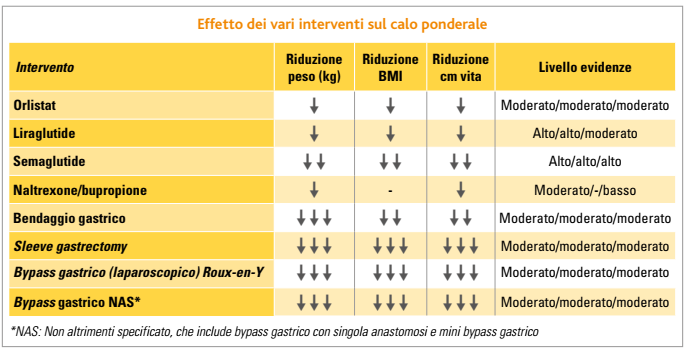 Effetto dei vari interventi sul calo ponderale
Intervento Riduzione peso (kg) Riduzione BMI Riduzione cm vita Livello evidenze
Orlistat ↓ ↓ ↓ Moderato/moderato/moderato
Liraglutide ↓ ↓ ↓ Alto/alto/moderato
Semaglutide ↓↓ ↓↓ ↓↓ Alto/alto/alto
Naltrexone/bupropione ↓ - ↓ Moderato/-/basso
Bendaggio gastrico ↓↓↓ ↓↓ ↓↓ Moderato/moderato/moderato
Sleeve gastrectomy ↓↓↓ ↓↓↓ ↓↓↓ Moderato/moderato/moderato
Bypass gastrico (laparoscopico) Roux-en-Y ↓↓↓ ↓↓↓ ↓↓↓ Moderato/moderato/moderato
Bypass gastrico NAS* ↓↓↓ ↓↓↓ ↓↓↓ Moderato/moderato/moderato
*NAS: Non altrimenti specificato, che include bypass gastrico con singola anastomosi e mini bypass gastrico